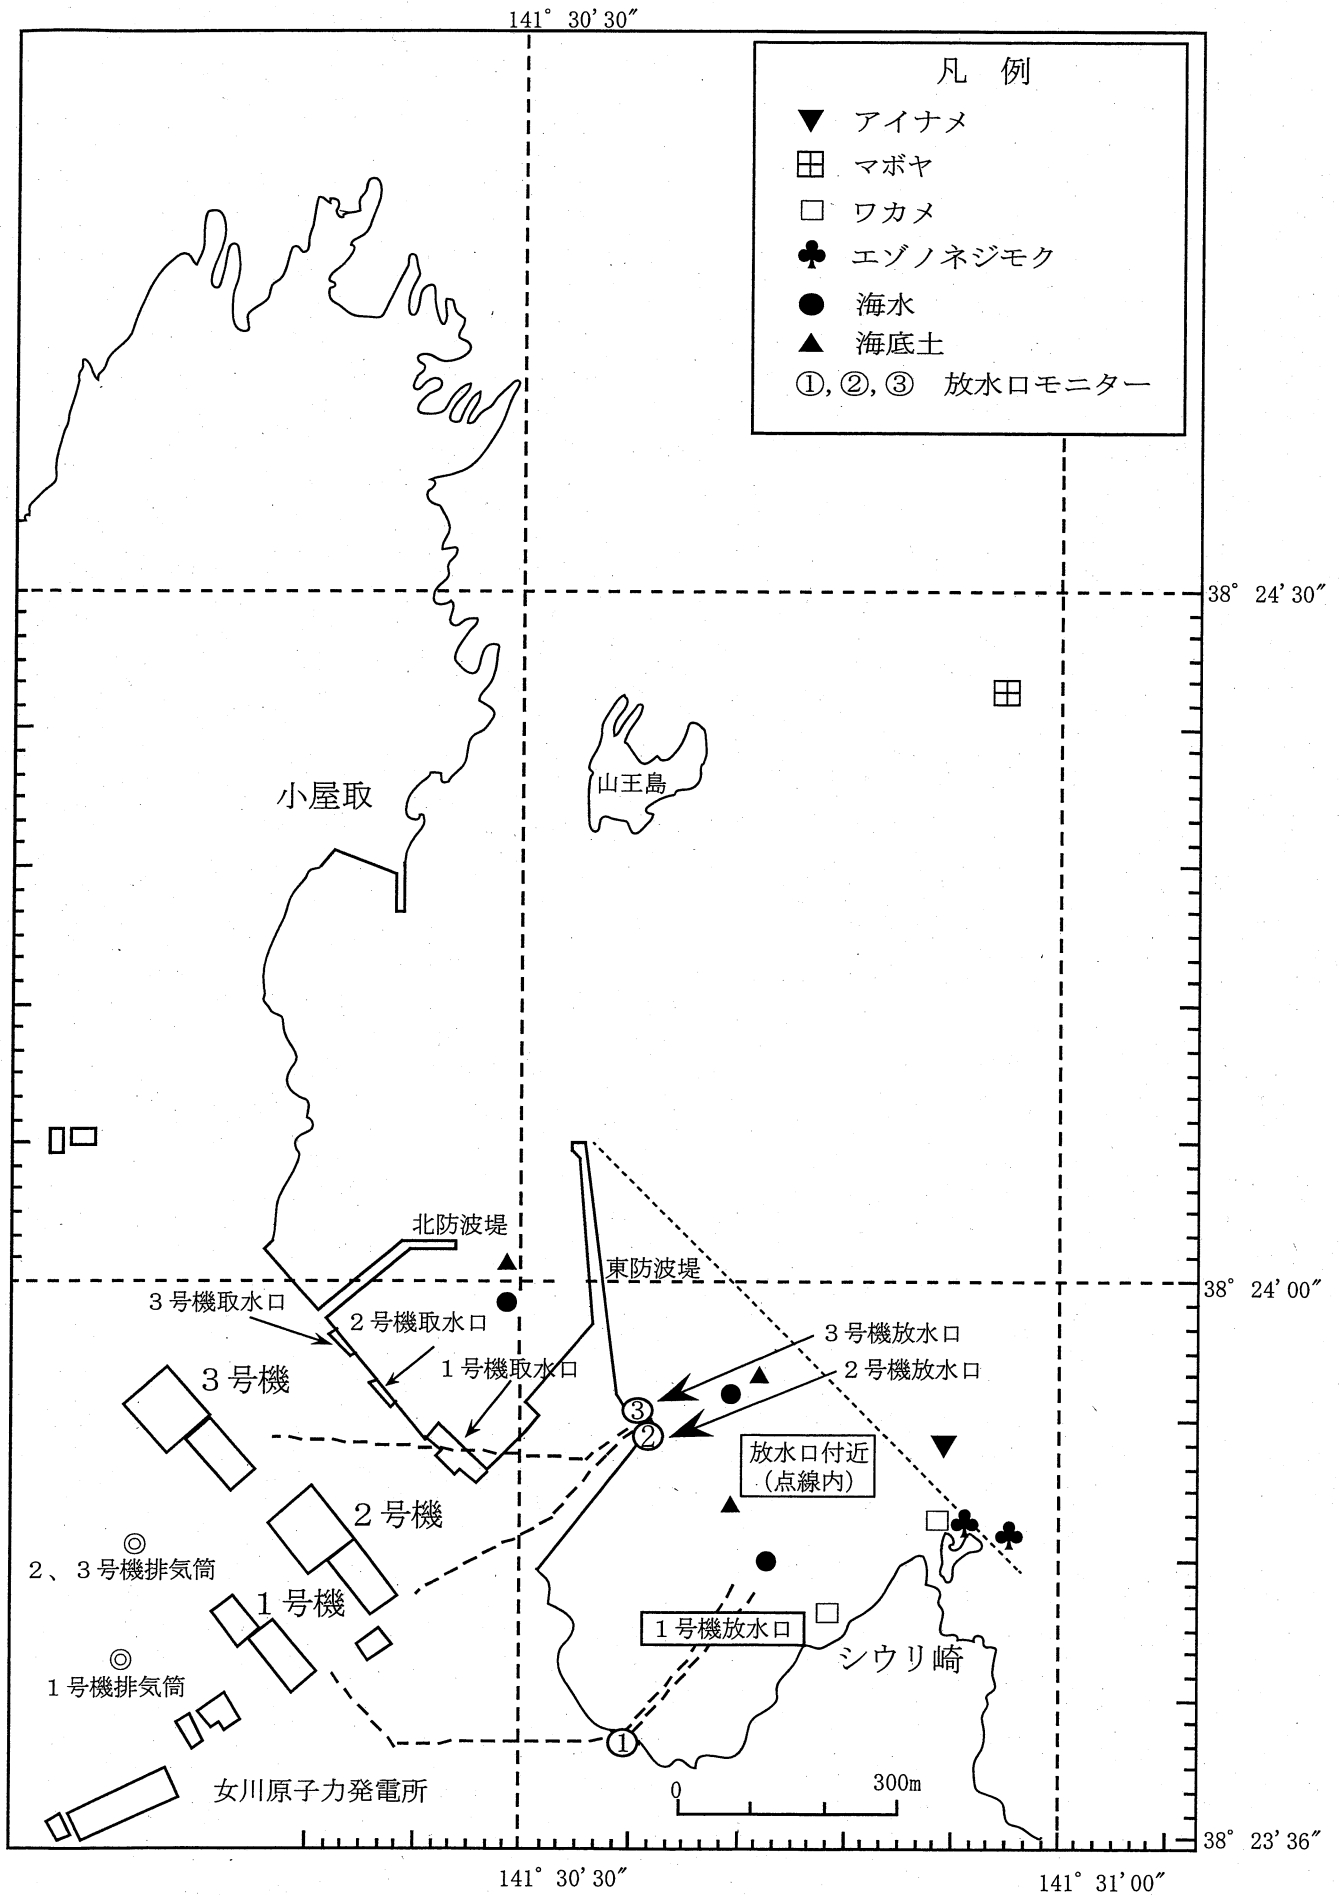 141° 30′30″
凡 例
アイナメ
マボヤ
ワカメ
エゾノネジモク
海水
海底土
①,②,③ 放水口モニター
38° 24′30″
山王島
小屋取
北防波堤
東防波堤
38° 24′00″
3号機取水口
2号機取水口
1号機取水口
3号機放水口
2号機放水口
3号機
③
②
放水口付近
(点線内)
2号機
2、3号機排気筒
1号機
1号機放水口
シウリ崎
1号機排気筒
①
女川原子力発電所
0 300m
38° 23′36″
141° 30′30″
141° 31′00″